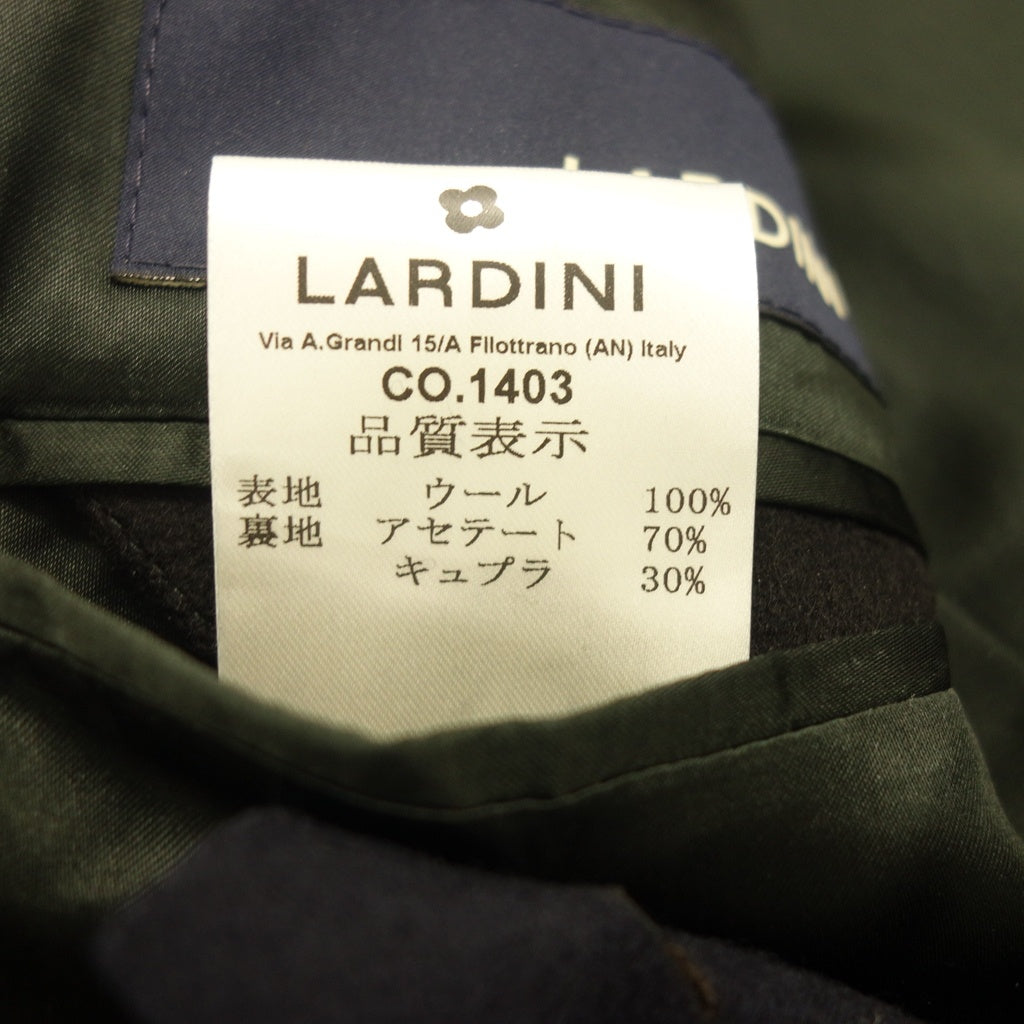 LARDINI
LARDINI
Via A.Grandi 15/A Filottrano (AN) Italy
CO.1403
品質表示
表地 ウール 100%
裏地 アセテート 70%
キュプラ 30%